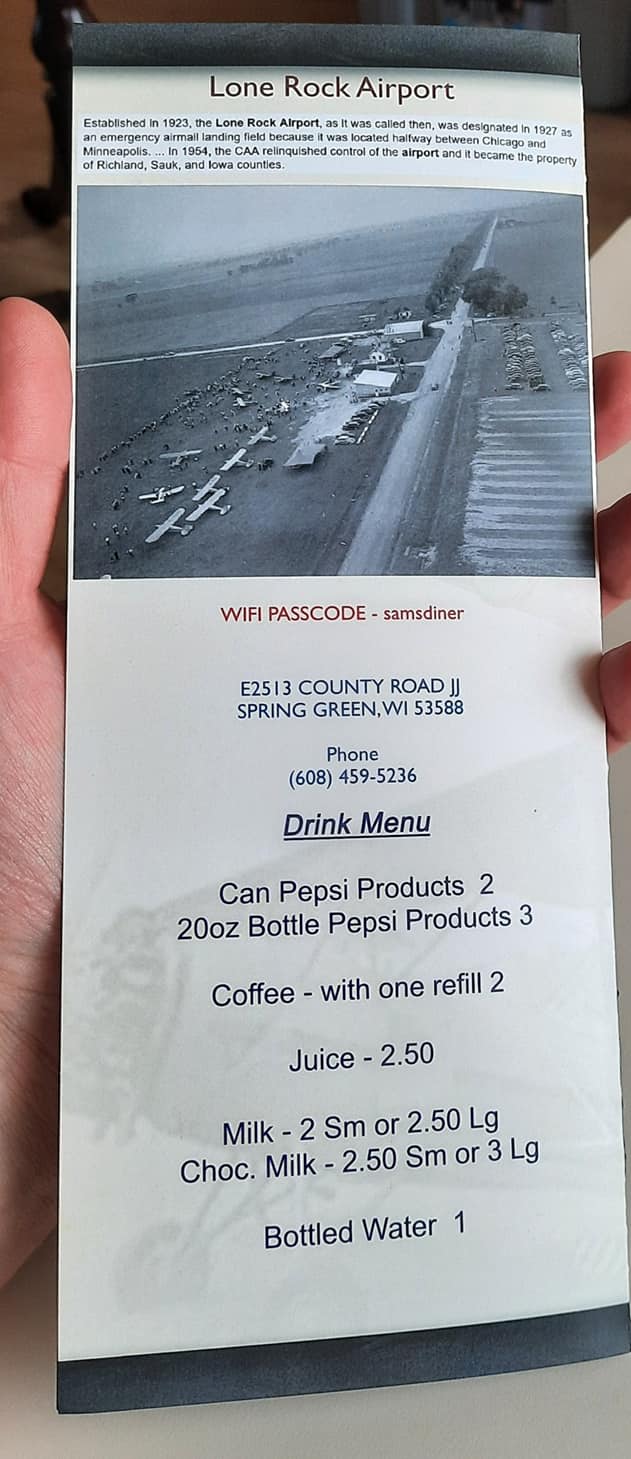 Lone Rock Airport
Established in 1923, the Lone Rock Airport, as it was called then, was designated in 1927 as
an emergency airmail landing field because it was located halfway between Chicago and
Minneapolis. ... In 1954, the CAA relinquished control of the airport and it became the property
of Richland, Sauk, and Iowa counties.
WIFI PASSCODE - samsdiner
E2513 COUNTY ROAD JJ
SPRING GREEN, WI 53588
Phone
(608) 459-5236
Drink Menu
Can Pepsi Products 2
20oz Bottle Pepsi Products 3
Coffee - with one refill 2
Juice - 2.50
Milk - 2 Sm or 2.50 Lg
Choc. Milk - 2.50 Sm or 3 Lg
Bottled Water 1